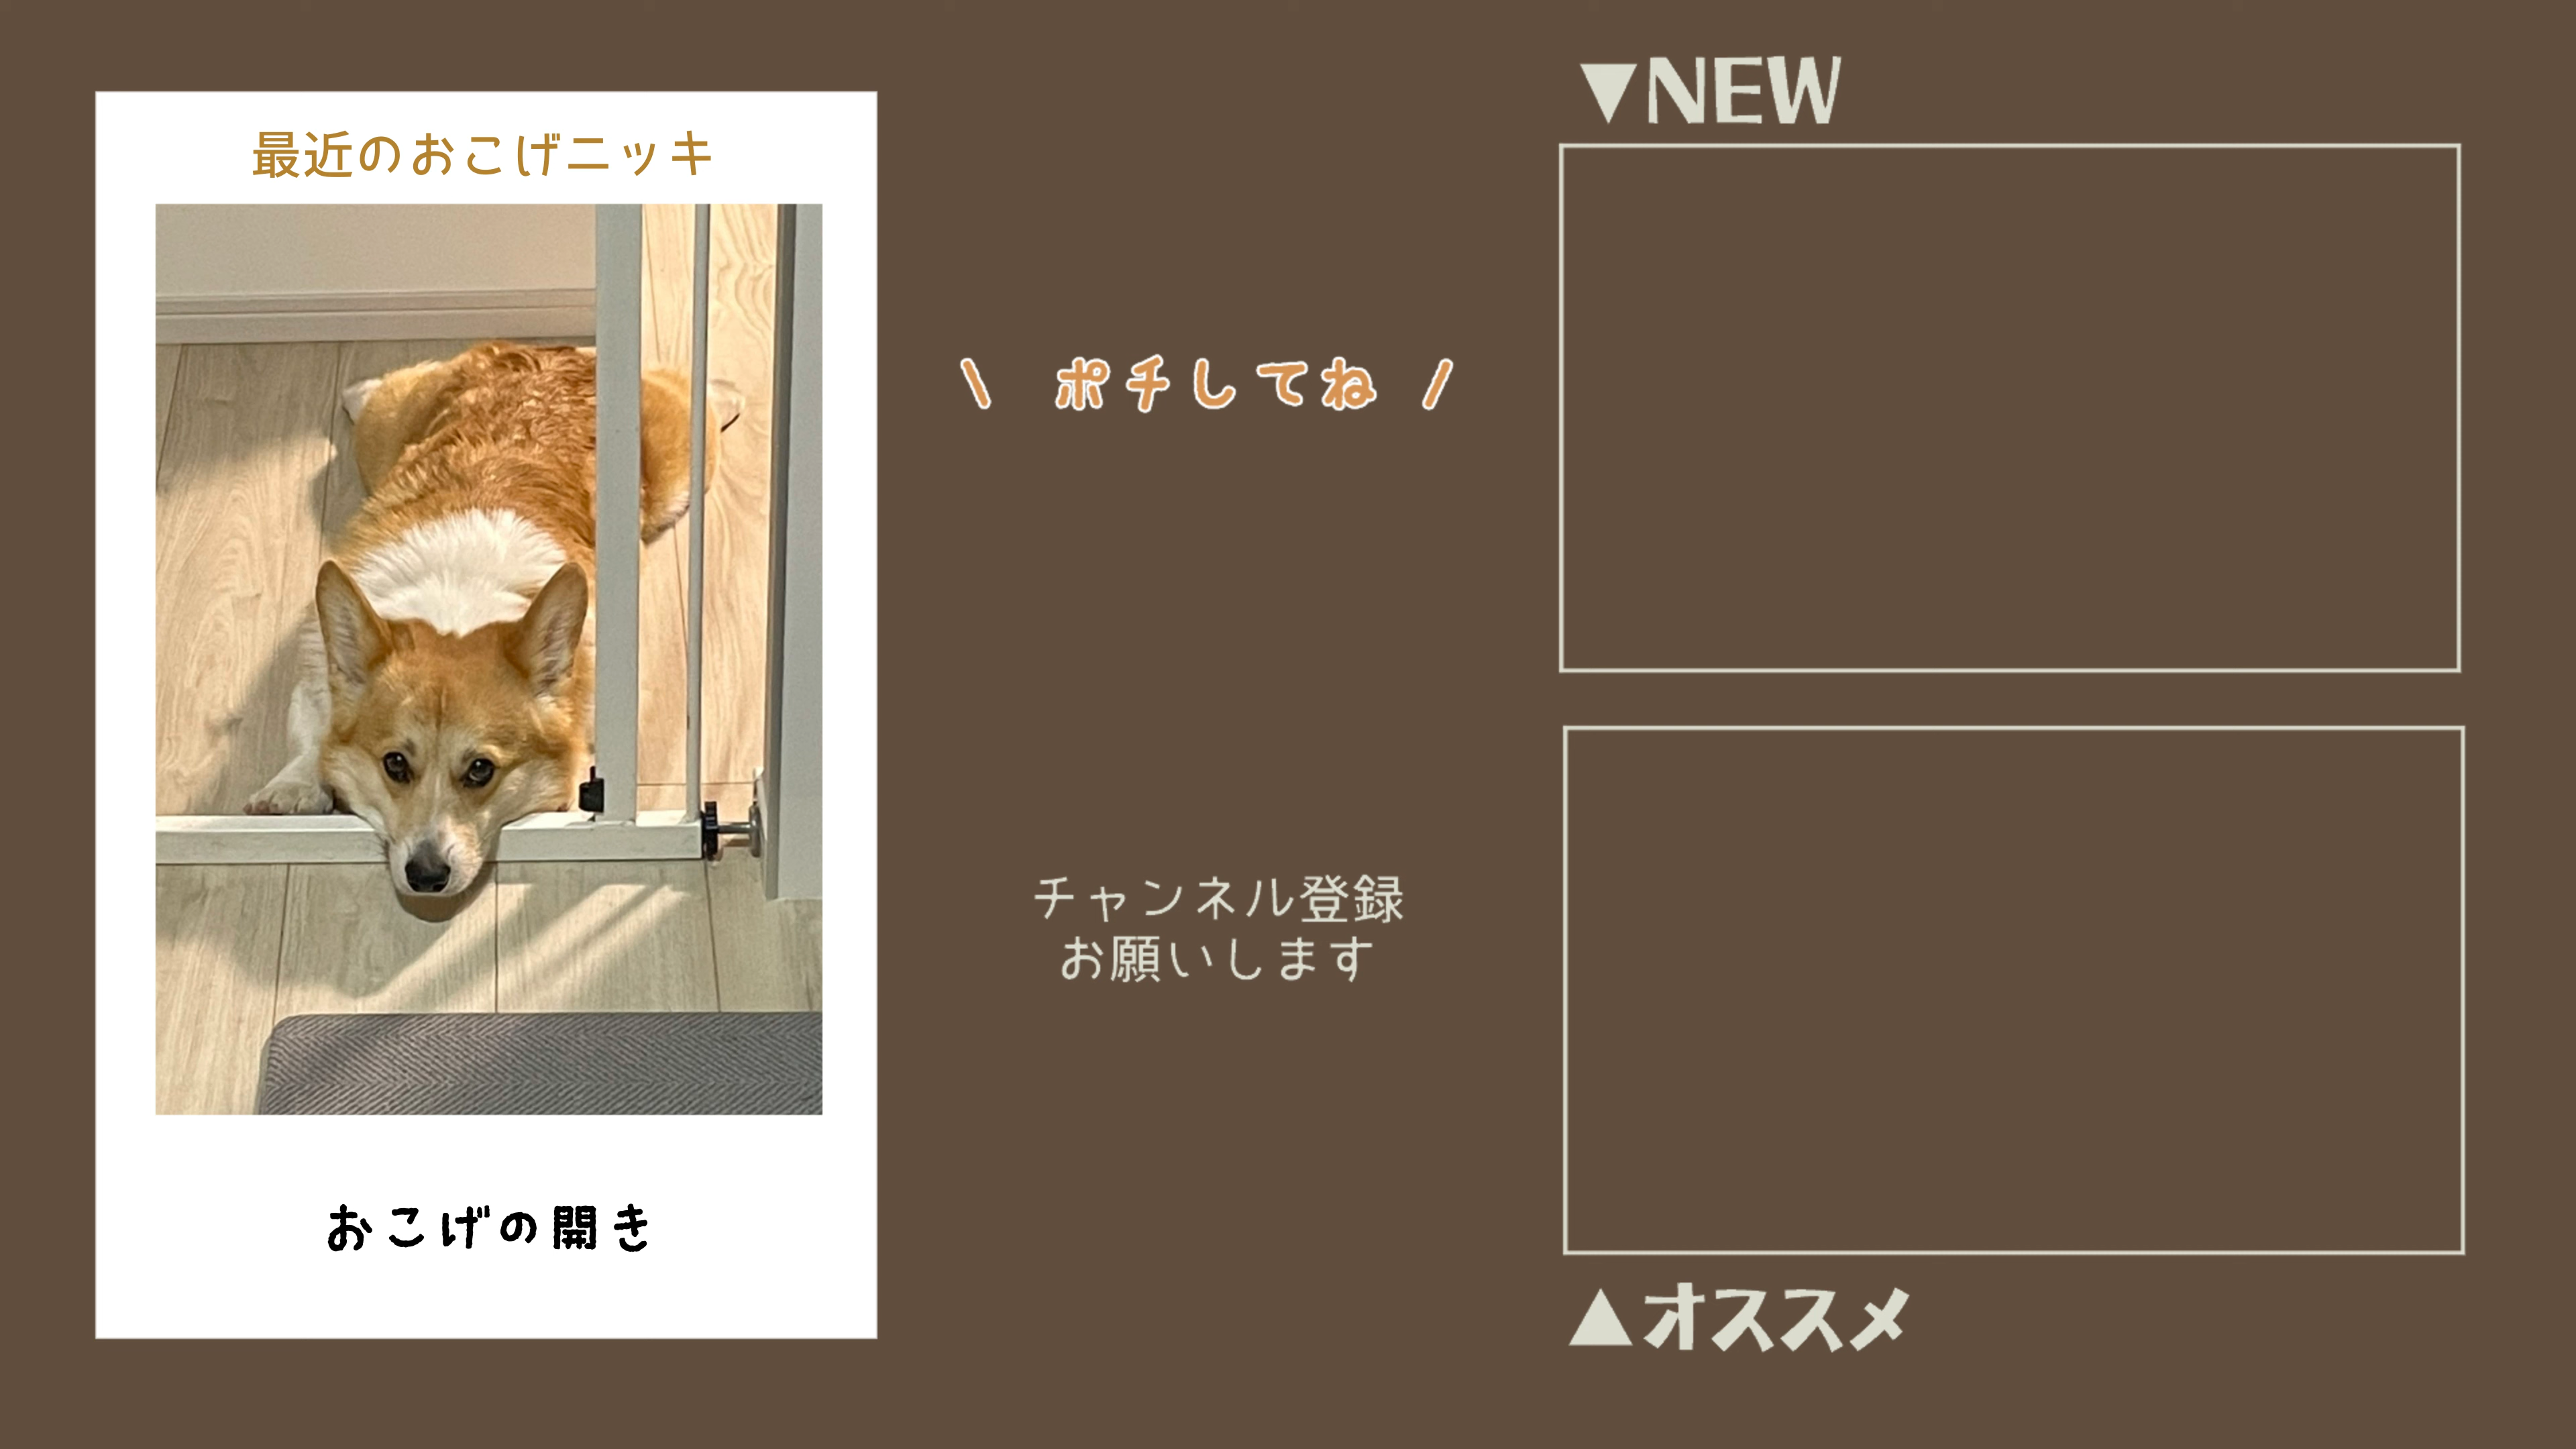 最近のおこげニッキ
おこげの開き
\ ポチしてね /
チャンネル登録
お願いします
▼NEW
▲オススメ